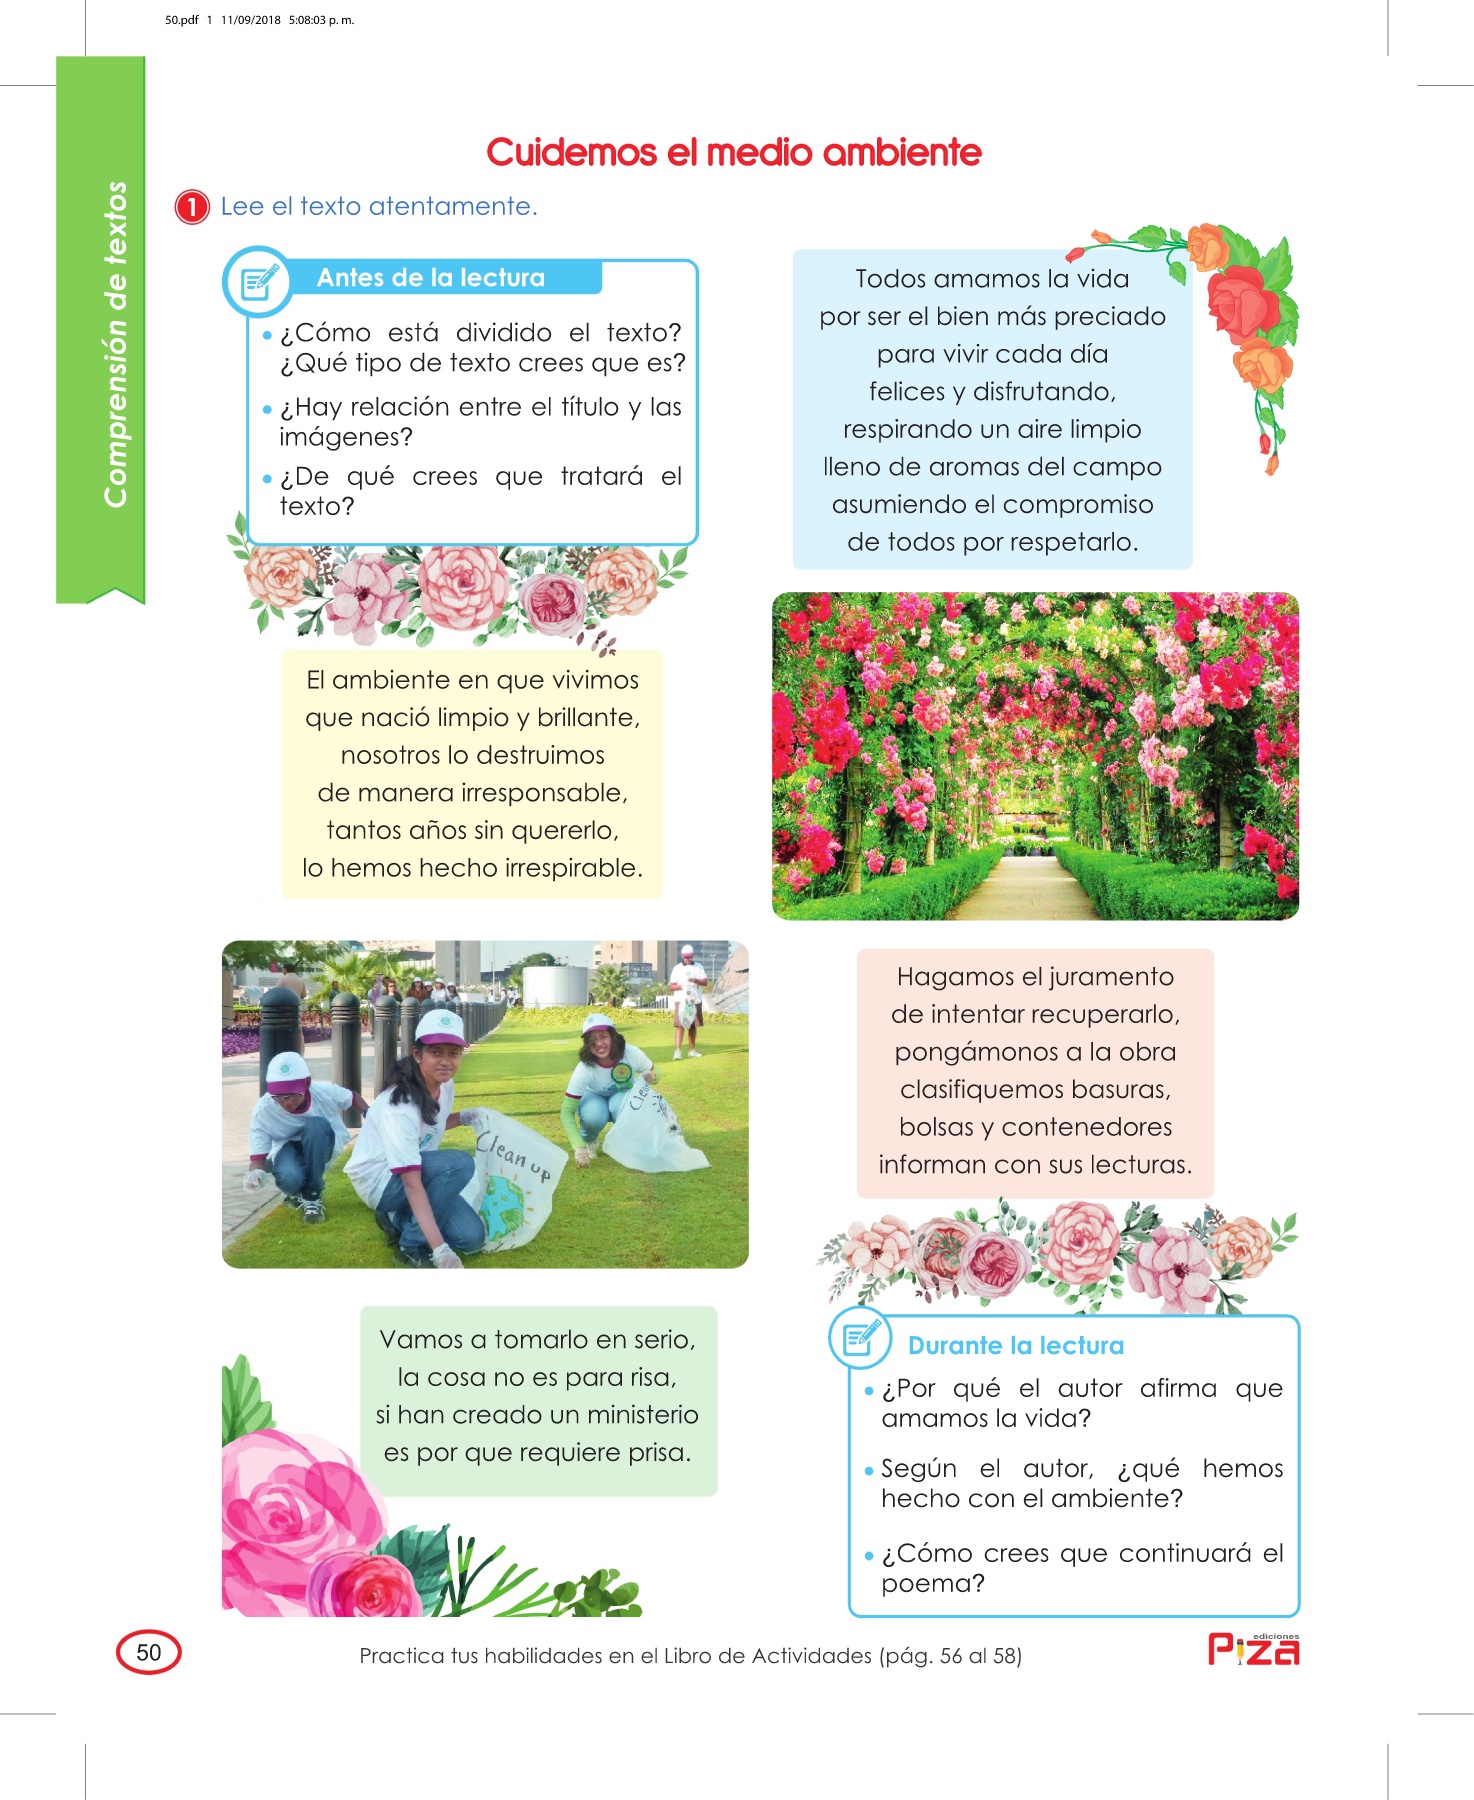 50.pdf 1 11/09/2018 5:08:03 p. m.
Comprensión de textos
Cuidemos el medio ambiente
1 Lee el texto atentamente.
Antes de la lectura
• ¿Cómo está dividido el texto?
¿Qué tipo de texto crees que es?
• ¿Hay relación entre el título y las
imágenes?
• ¿De qué crees que tratará el
texto?
El ambiente en que vivimos
que nació limpio y brillante,
nosotros lo destruimos
de manera irresponsable,
tantos años sin quererlo,
lo hemos hecho irrespirable.
Clean up
Clean
Vamos a tomarlo en serio,
la cosa no es para risa,
si han creado un ministerio
es por que requiere prisa.
Todos amamos la vida
por ser el bien más preciado
para vivir cada día
felices y disfrutando,
respirando un aire limpio
lleno de aromas del campo
asumiendo el compromiso
de todos por respetarlo.
Hagamos el juramento
de intentar recuperarlo,
pongámonos a la obra
clasifiquemos basuras,
bolsas y contenedores
informan con sus lecturas.
Durante la lectura
• ¿Por qué el autor afirma que
amamos la vida?
• Según el autor, ¿qué hemos
hecho con el ambiente?
• ¿Cómo crees que continuará el
poema?
50
Practica tus habilidades en el Libro de Actividades (pág. 56 al 58)
ediciones
Piza